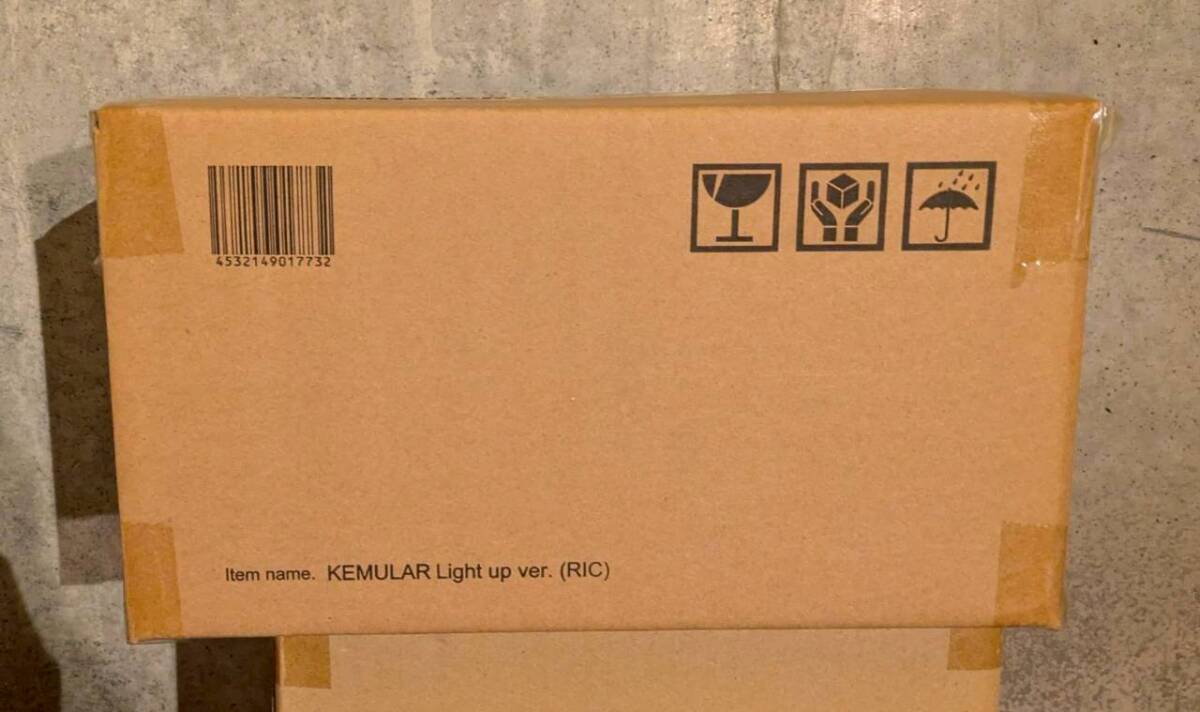 4532149017732
Item name. KEMULAR Light up ver. (RIC)